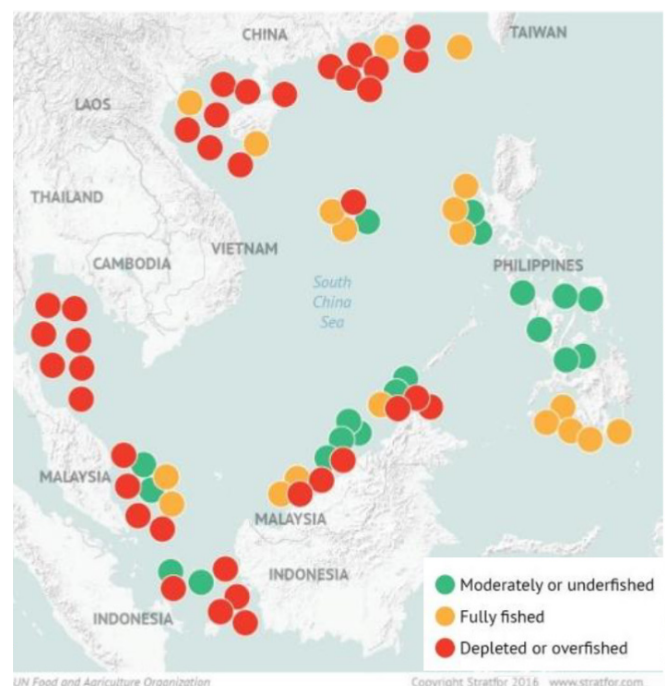 CHINA
TAIWAN
LAOS
THAILAND
VIETNAM
CAMBODIA
PHILIPPINES
South
China
Sea
MALAYSIA
MALAYSIA
INDONESIA
INDONESIA
Moderately or underfished
Fully fished
Depleted or overfished
UN Food and Agriculture Organization
Copyright Stratfor 2016 www.stratfor.com